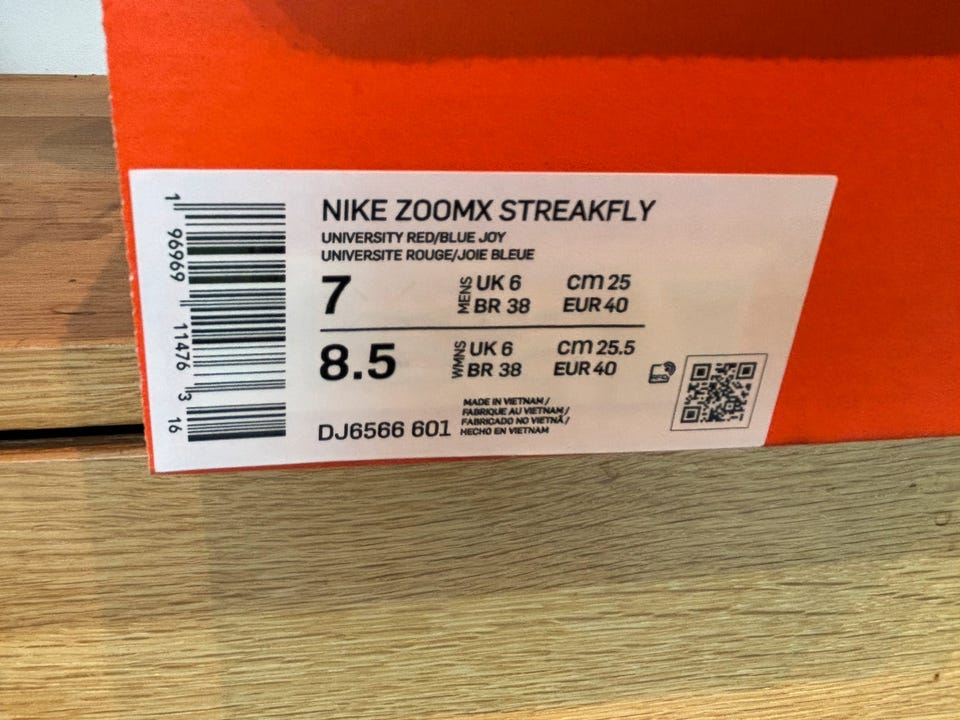 1 96969 11476 3 16
NIKE ZOOMX STREAKFLY
UNIVERSITY RED/BLUE JOY
UNIVERSITE ROUGE/JOIE BLEUE
7 MENS UK 6 CM 25
BR 38 EUR 40
8.5 WMNS UK 6 CM 25.5
BR 38 EUR 40
MADE IN VIETNAM /
FABRIQUE AU VIETNAM /
FABRICADO NO VIETNÃ /
HECHO EN VIETNAM
DJ6566 601